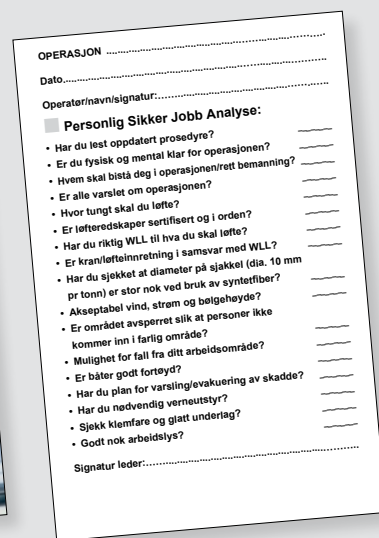 OPERASJON ..............................................................
Dato..............................................................
Operatør/navn/signatur:..............................................
Personlig Sikker Jobb Analyse:
• Har du lest oppdatert prosedyre?
• Er du fysisk og mental klar for operasjonen?
• Hvem skal bistå deg i operasjonen/rett bemanning?
• Er alle varslet om operasjonen?
• Hvor tungt skal du løfte?
• Er løfteredskaper sertifisert og i orden?
• Har du riktig WLL til hva du skal løfte?
• Er kran/løfteinnretning i samsvar med WLL?
• Har du sjekket at diameter på sjakkel (dia. 10 mm
pr tonn) er stor nok ved bruk av syntetfiber?
• Akseptabel vind, strøm og bølgehøyde?
• Er området avsperret slik at personer ikke
kommer inn i farlig område?
• Mulighet for fall fra ditt arbeidsområde?
• Er båter godt fortøyd?
• Har du plan for varsling/evakuering av skadde?
• Har du nødvendig verneutstyr?
• Sjekk klemfare og glatt underlag?
• Godt nok arbeidslys?
Signatur leder:..............................................................